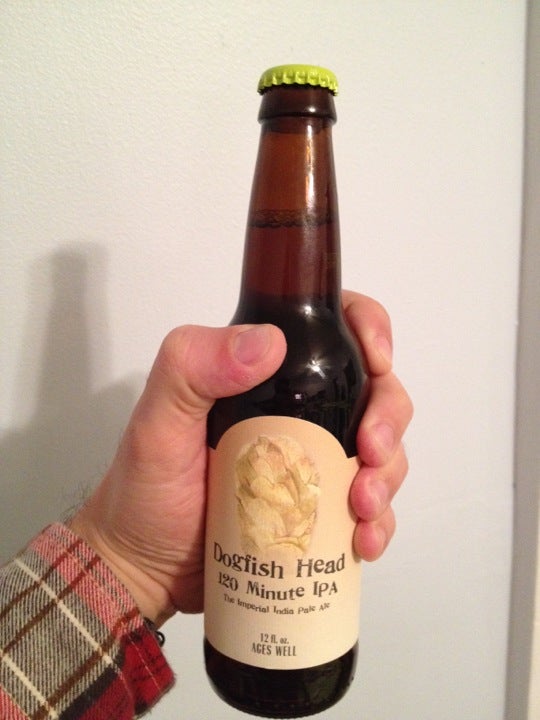 Dogfish Head
120 Minute IPA
The Imperial India Pale Ale
12 fl. oz.
AGES WELL